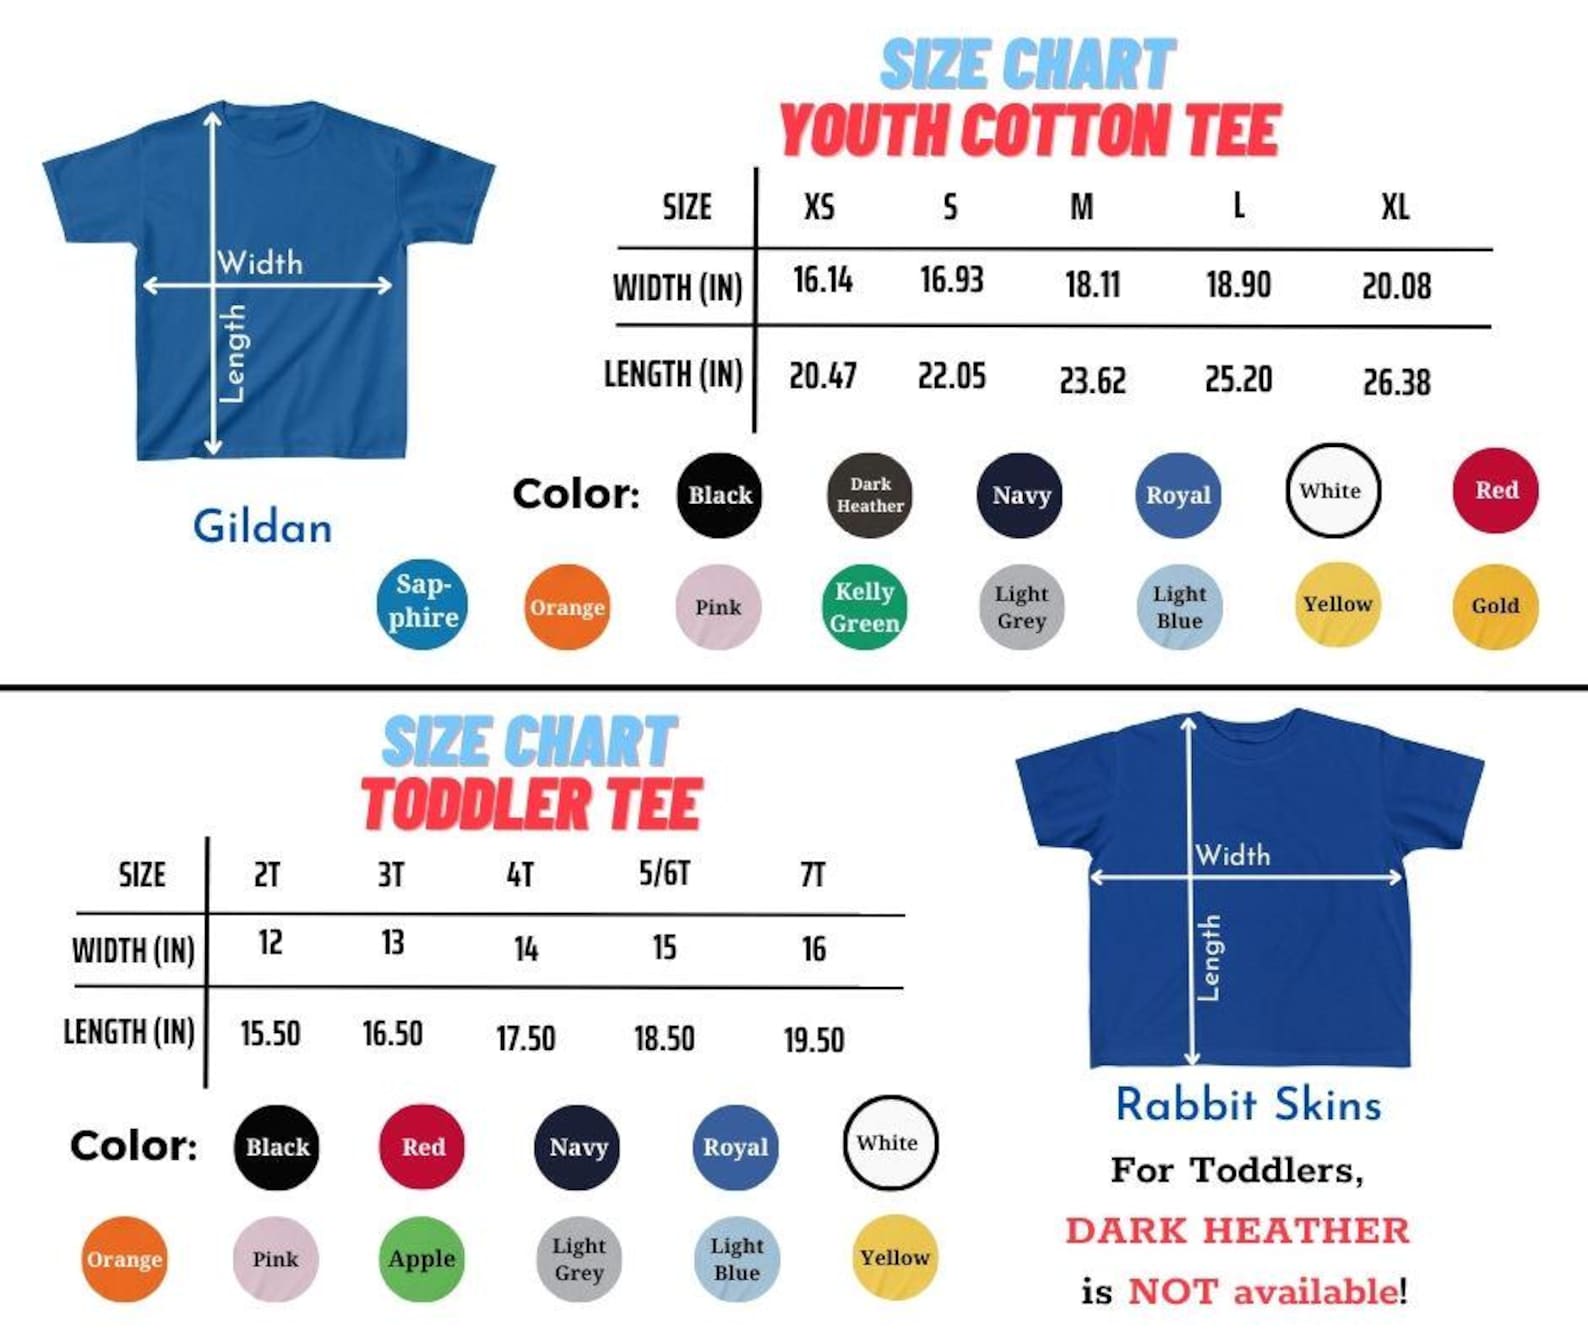 SIZE CHART
YOUTH COTTON TEE
SIZE XS S M L XL
WIDTH (IN) 16.14 16.93 18.11 18.90 20.08
LENGTH (IN) 20.47 22.05 23.62 25.20 26.38
Width
Length
Gildan
Color: Black Dark Heather Navy Royal White Red
Sap-phire Orange Pink Kelly Green Light Grey Light Blue Yellow Gold
SIZE CHART
TODDLER TEE
SIZE 2T 3T 4T 5/6T 7T
WIDTH (IN) 12 13 14 15 16
LENGTH (IN) 15.50 16.50 17.50 18.50 19.50
Color: Black Red Navy Royal White
Orange Pink Apple Light Grey Light Blue Yellow
Width
Length
Rabbit Skins
For Toddlers,
DARK HEATHER
is NOT available!